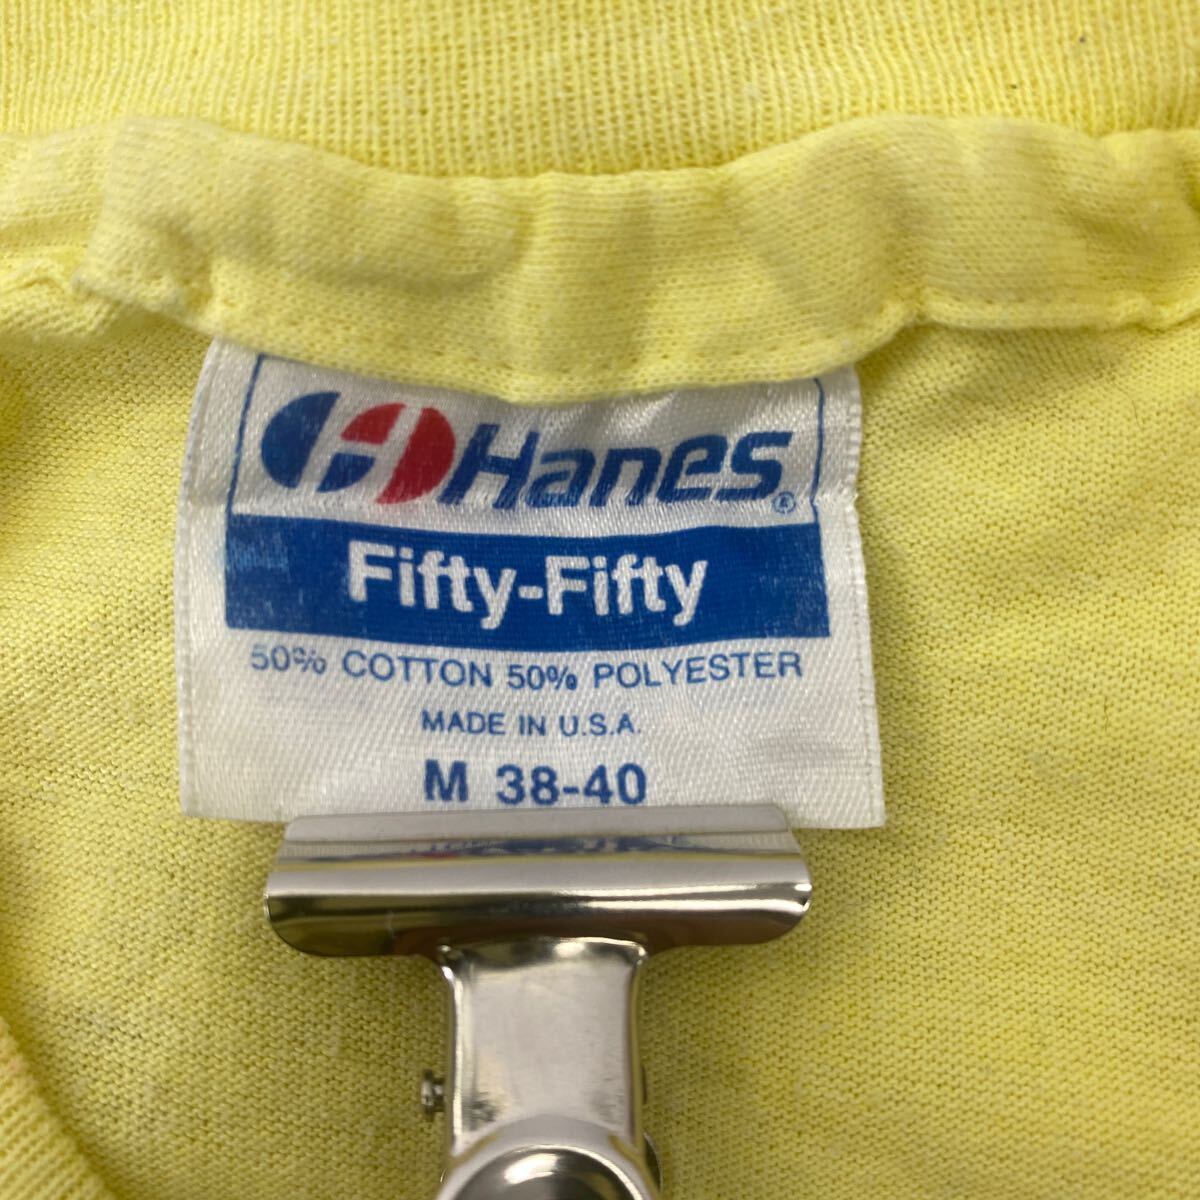 Hanes®
Fifty-Fifty
50% COTTON 50% POLYESTER
MADE IN U.S.A.
M 38-40